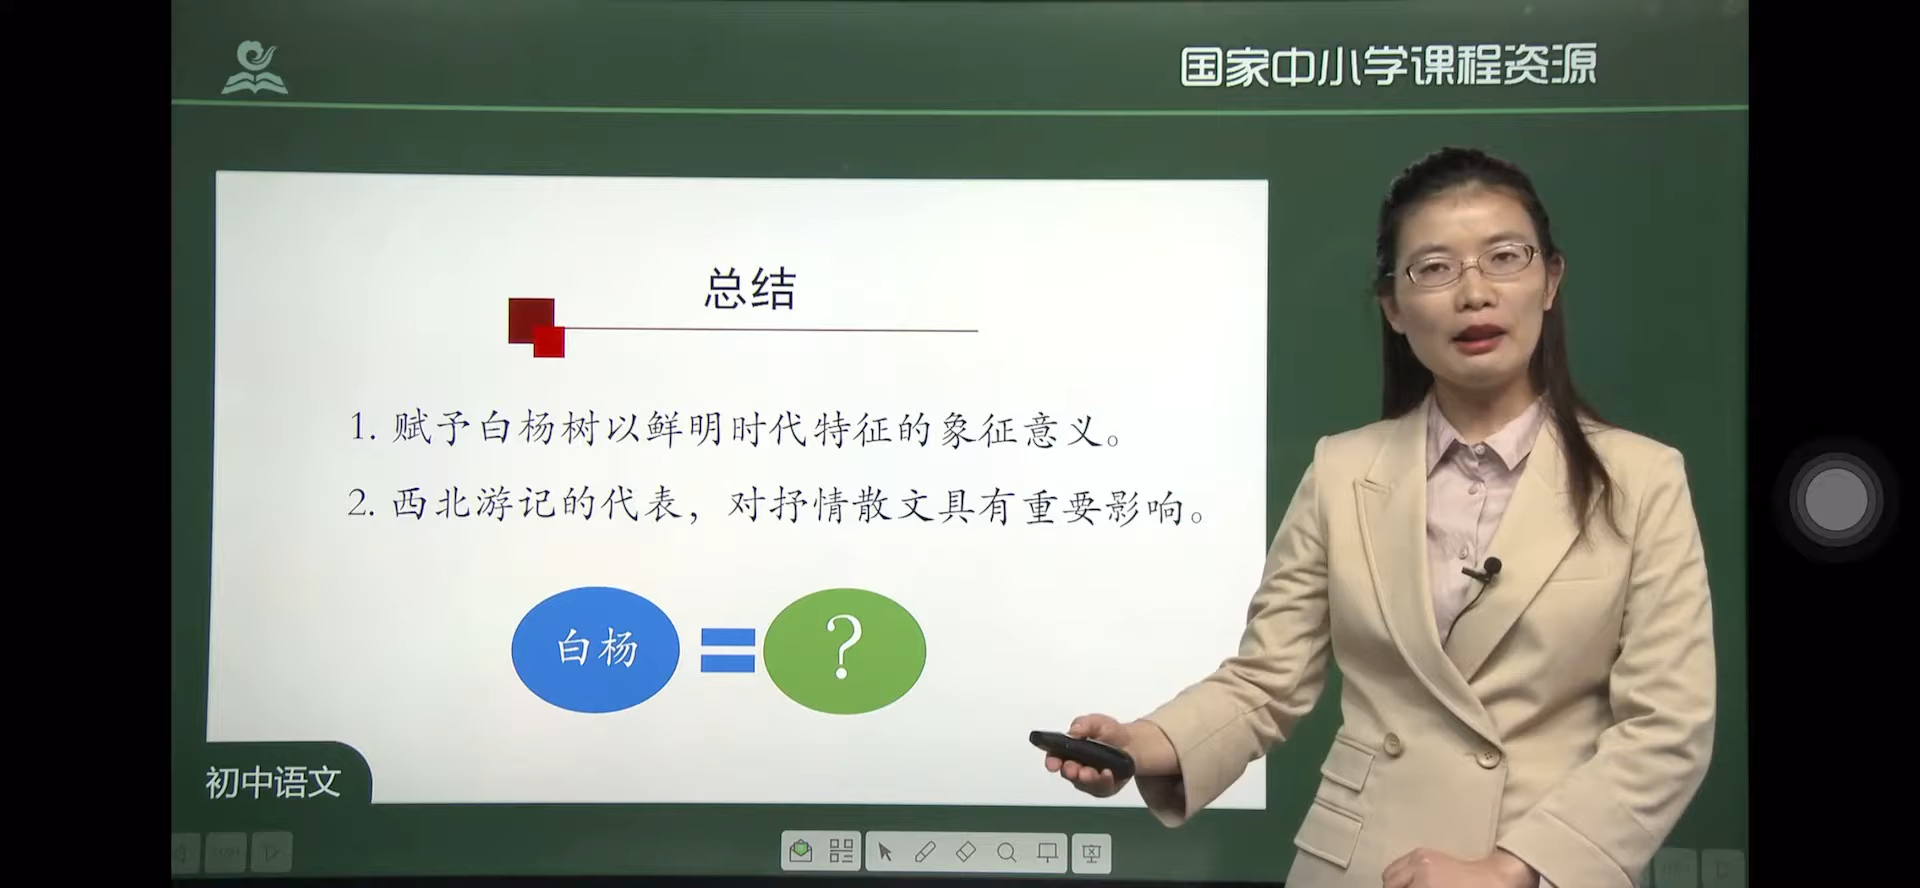 国家中小学课程资源
总结
1. 赋予白杨树以鲜明时代特征的象征意义。
2. 西北游记的代表，对抒情散文具有重要影响。
白杨 = ?
初中语文